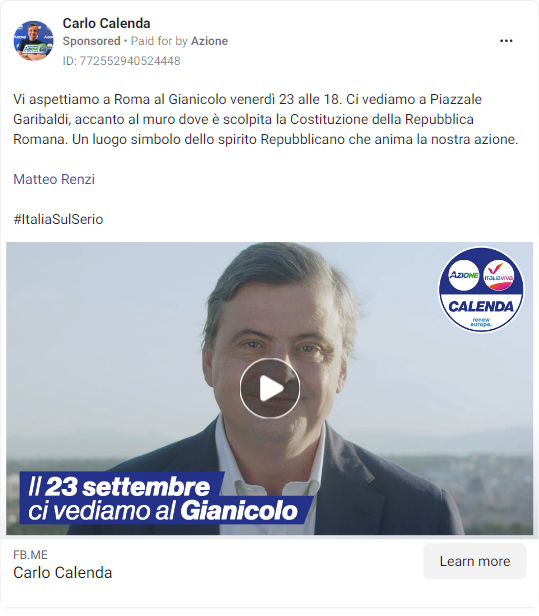 Carlo Calenda
Sponsored • Paid for by Azione
ID: 772552940524448
Vi aspettiamo a Roma al Gianicolo venerdì 23 alle 18. Ci vediamo a Piazzale
Garibaldi, accanto al muro dove è scolpita la Costituzione della Repubblica
Romana. Un luogo simbolo dello spirito Repubblicano che anima la nostra azione.
Matteo Renzi
#ItaliaSulSerio
AZIONE
italiaviva
CALENDA
renew
europe.
Il 23 settembre
ci vediamo al Gianicolo
FB.ME
Carlo Calenda
Learn more